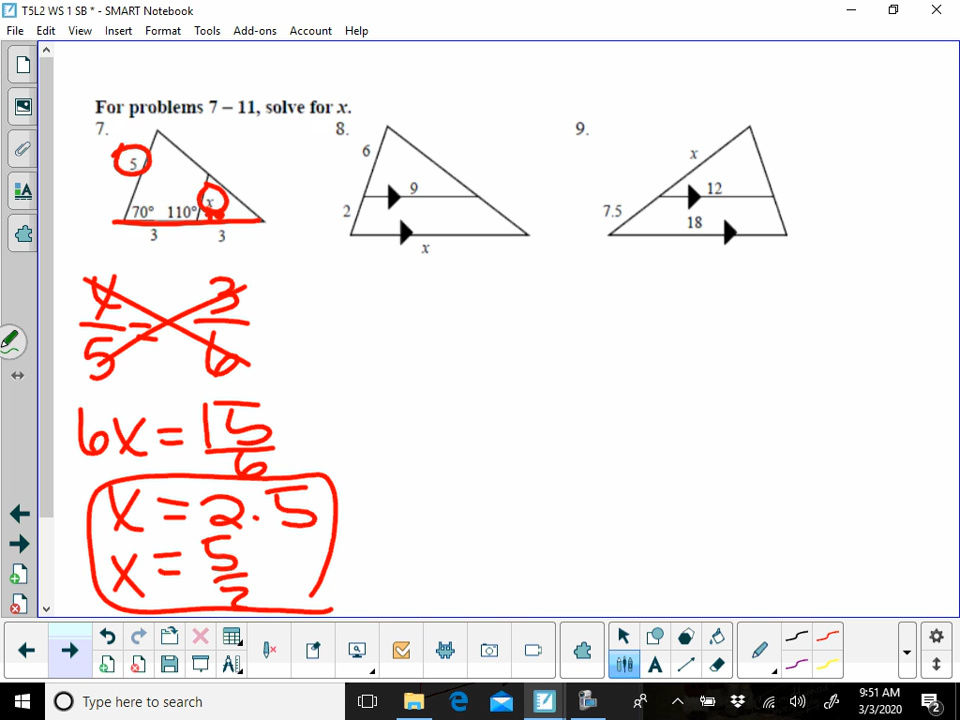 T5L2 WS 1 SB * - SMART Notebook
File Edit View Insert Format Tools Add-ons Account Help
For problems 7 – 11, solve for x.
7.
5
x
70° 110°
3 3
8.
6
9
2
x
9.
x
12
7.5
18
x/5 = 3/6
6x = 15/6
x = 2.5
x = 5/2
A
Type here to search
9:51 AM
3/3/2020
2